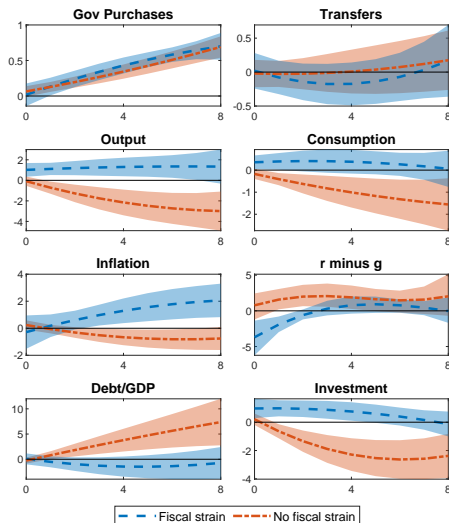 Gov Purchases
Transfers
1
0.5
0
0 4 8
0.5
0
-0.5
0 4 8
Output
Consumption
2
0
-2
-4
0 4 8
0
-1
-2
0 4 8
Inflation
r minus g
4
2
0
-2
0 4 8
5
0
-5
0 4 8
Debt/GDP
Investment
10
5
0
0 4 8
0
-2
-4
0 4 8
Fiscal strain No fiscal strain